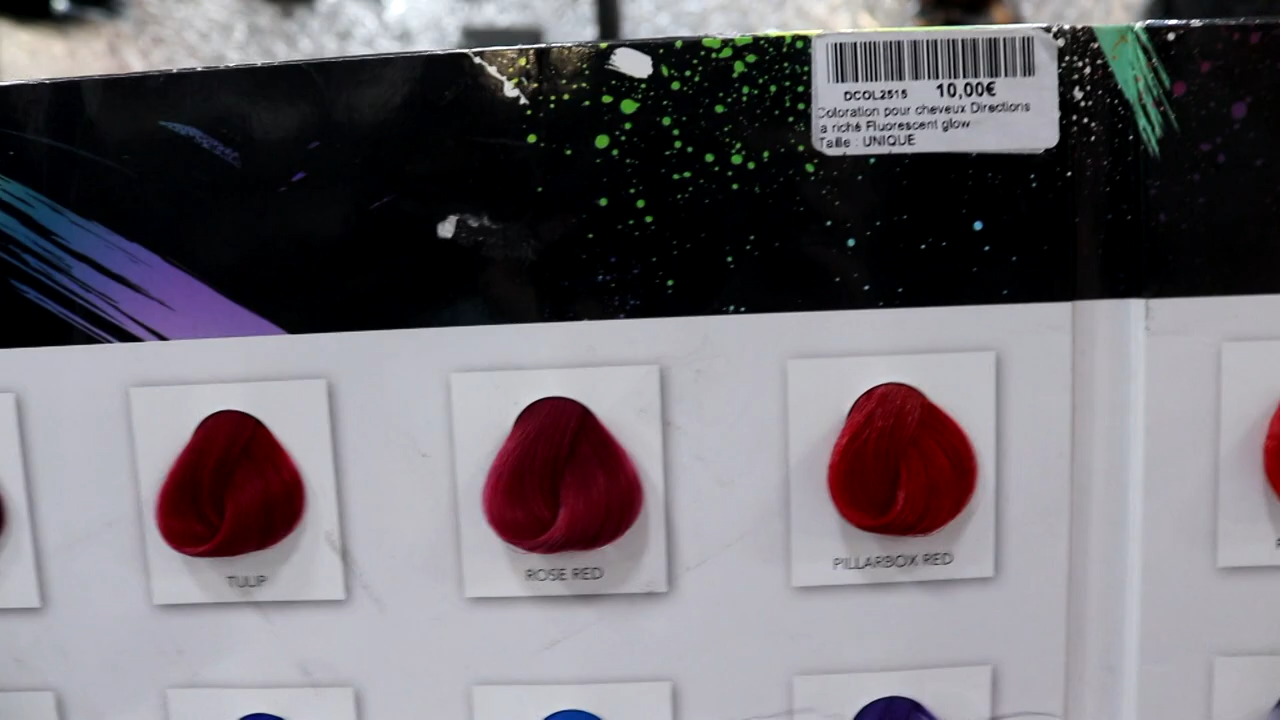 DCOL2515 10,00€
Coloration pour cheveux Directions
a riché Fluorescent glow
Taille : UNIQUE
TULIP
ROSE RED
PILLARBOX RED